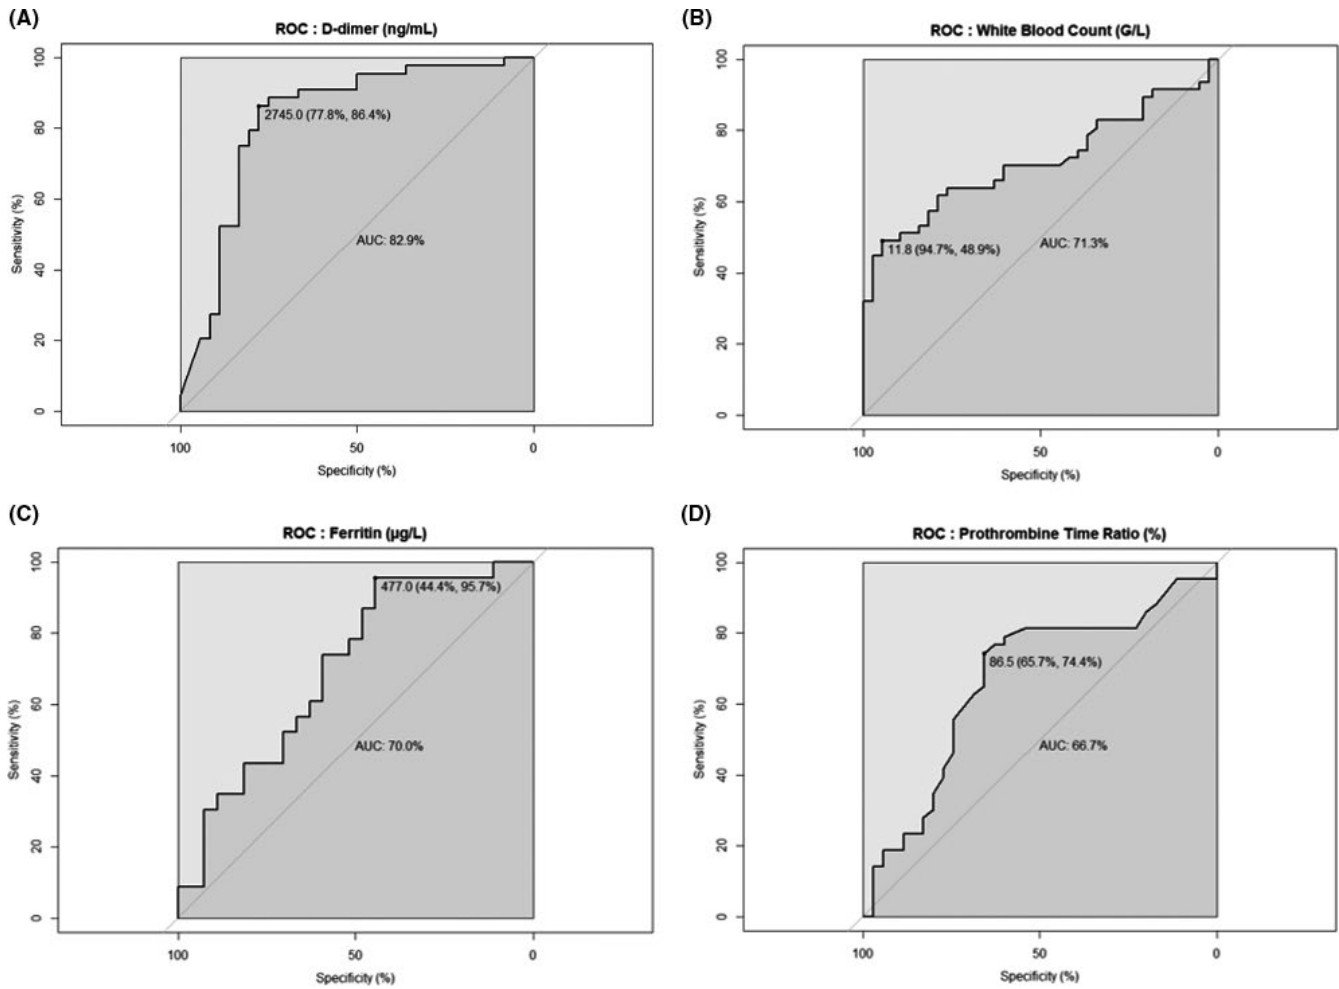 (A)
ROC : D-dimer (ng/mL)
100
80
60
40
20
0
Sensitivity (%)
2745.0 (77.8%, 86.4%)
AUC: 82.9%
100
50
0
Specificity (%)
(B)
ROC : White Blood Count (G/L)
100
80
60
40
20
0
Sensitivity (%)
11.8 (94.7%, 48.9%)
AUC: 71.3%
100
50
0
Specificity (%)
(C)
ROC : Ferritin (µg/L)
100
80
60
40
20
0
Sensitivity (%)
477.0 (44.4%, 95.7%)
AUC: 70.0%
100
50
0
Specificity (%)
(D)
ROC : Prothrombine Time Ratio (%)
100
80
60
40
20
0
Sensitivity (%)
86.5 (65.7%, 74.4%)
AUC: 66.7%
100
50
0
Specificity (%)